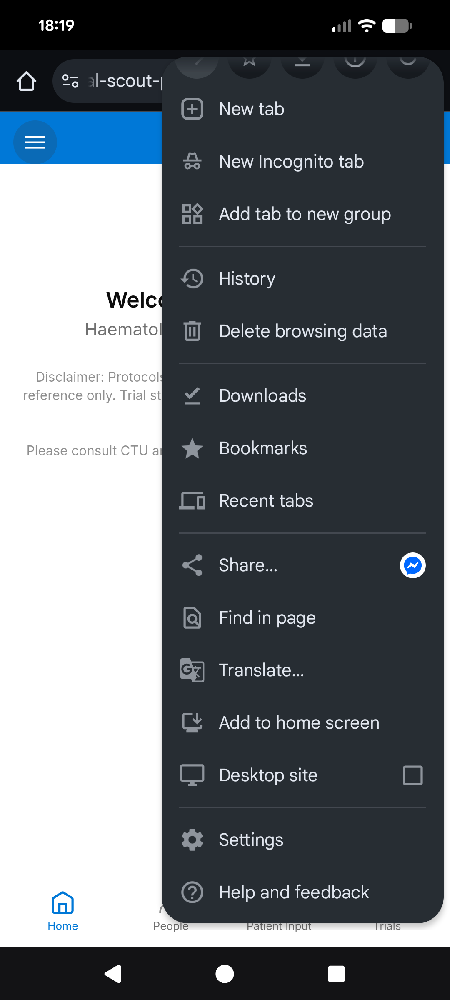 18:19
al-scout-
New tab
New Incognito tab
Add tab to new group
History
Delete browsing data
Downloads
Bookmarks
Recent tabs
Share...
Find in page
Translate...
Add to home screen
Desktop site
Settings
Help and feedback
Welco
Haematol
Disclaimer: Protocols
reference only. Trial st
Please consult CTU
Home
People
Patient Input
Trials